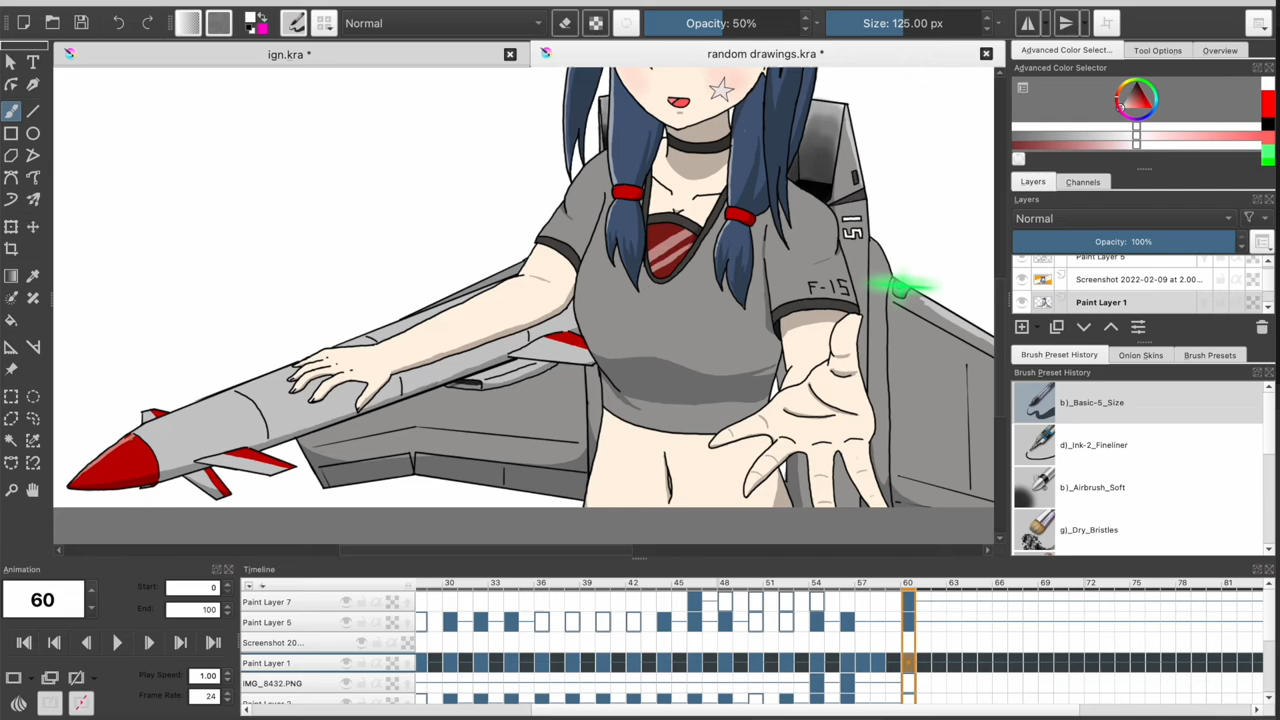 Normal
Opacity: 50%
Size: 125.00 px
ign.kra *
random drawings.kra *
Advanced Color Select...
Tool Options
Overview
Advanced Color Selector
Layers
Channels
Layers
Normal
Opacity: 100%
Paint Layer 5
Screenshot 2022-02-09 at 2.00...
Paint Layer 1
Brush Preset History
Onion Skins
Brush Presets
Brush Preset History
b)_Basic-5_Size
d)_Ink-2_Fineliner
b)_Airbrush_Soft
g)_Dry_Bristles
15
F-15
Animation
60
Start:
0
End:
100
Play Speed:
1.00
Frame Rate:
24
Timeline
30 33 36 39 42 45 48 51 54 57 60 63 66 69 72 75 78 81
Paint Layer 7
Paint Layer 5
Screenshot 20...
Paint Layer 1
IMG_8432.PNG